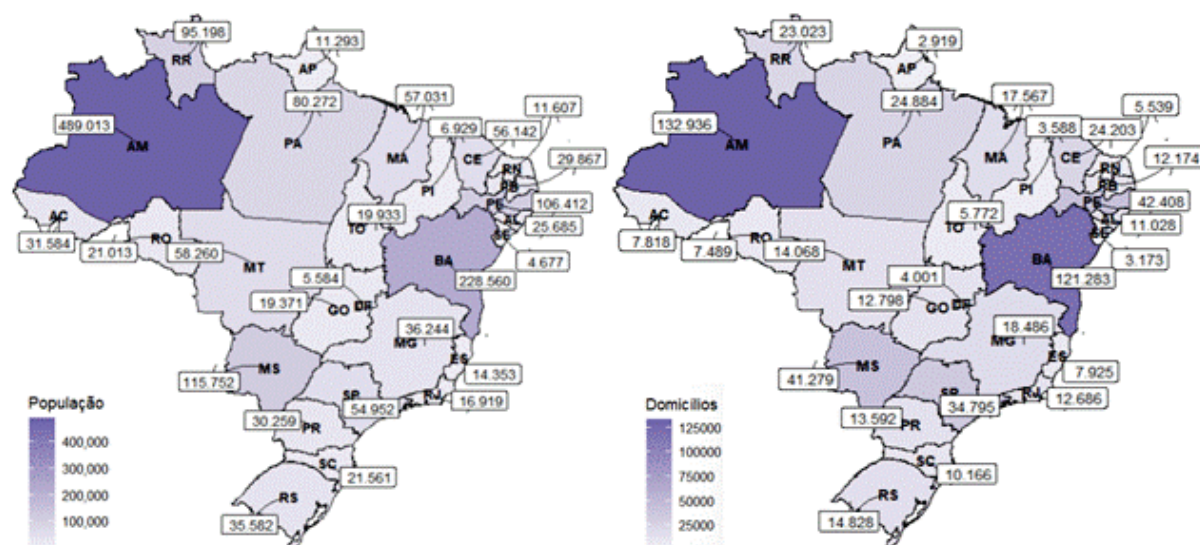 95.198
RR
11.293
AP
80.272
57.031
11.607
6.929
56.142
489.013
AM
PA
MA
CE
RN
29.867
PB
PI
PE
106.412
AC
19.933
AL
25.685
31.584
TO
SE
21.013
RO
58.260
MT
4.677
BA
5.584
228.560
19.371
GO
DF
36.244
MG
MS
ES
115.752
14.353
SP
RJ
16.919
População
54.952
30.259
PR
400,000
SC
300,000
21.561
200,000
RS
100,000
35.582
23.023
RR
2.919
AP
24.884
17.567
5.539
3.588
24.203
132.936
AM
PA
MA
CE
RN
12.174
PB
PI
PE
42.408
AC
5.772
AL
11.028
7.818
TO
SE
7.489
RO
14.068
MT
3.173
BA
4.001
121.283
12.798
GO
DF
18.486
MG
MS
ES
41.279
7.925
SP
RJ
12.686
Domicílios
34.795
13.592
PR
125000
100000
SC
75000
10.166
50000
RS
25000
14.828